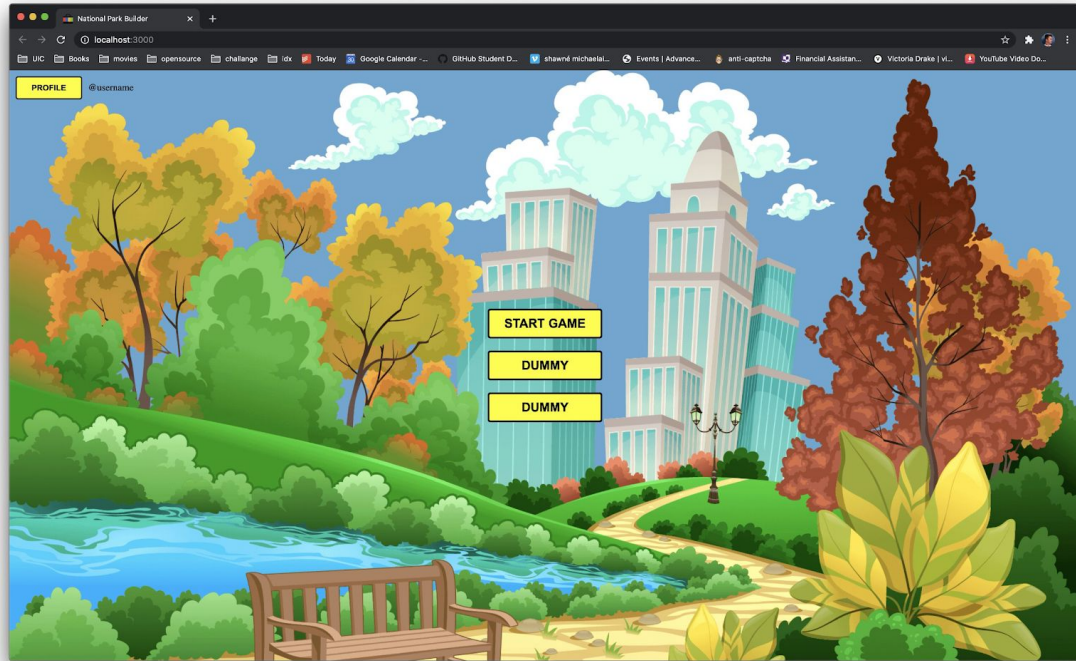 National Park Builder
localhost:3000
UIC Books movies opensource challange idx Today Google Calendar -... GitHub Student D... shawné michaelai... Events | Advance... anti-captcha Financial Assistan... Victoria Drake | vi... YouTube Video Do...
PROFILE @username
START GAME
DUMMY
DUMMY